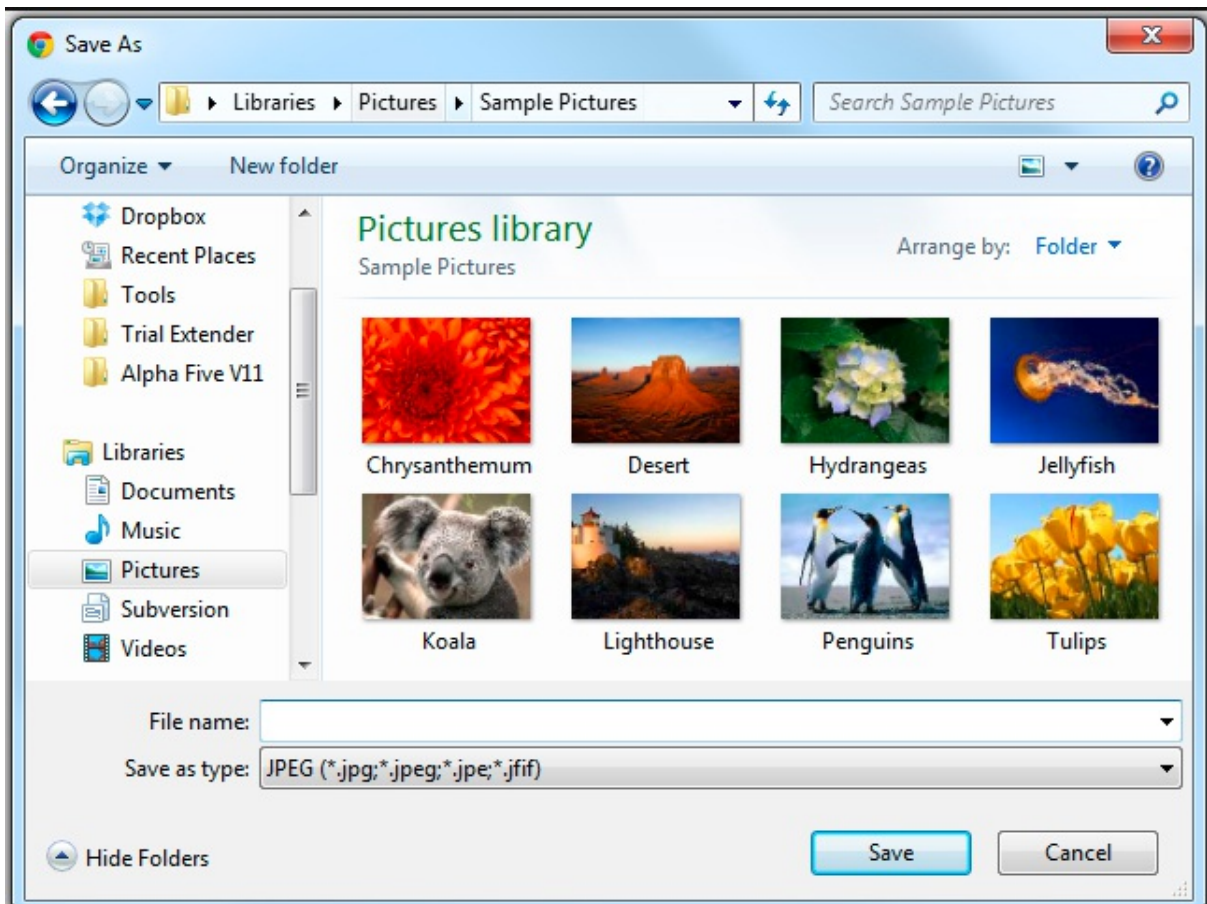 Save As
Libraries Pictures Sample Pictures
Search Sample Pictures
Organize
New folder
Dropbox
Recent Places
Tools
Trial Extender
Alpha Five V11
Libraries
Documents
Music
Pictures
Subversion
Videos
Pictures library
Sample Pictures
Arrange by: Folder
Chrysanthemum
Desert
Hydrangeas
Jellyfish
Koala
Lighthouse
Penguins
Tulips
File name:
Save as type: JPEG (*.jpg;*.jpeg;*.jpe;*.jfif)
Hide Folders
Save
Cancel